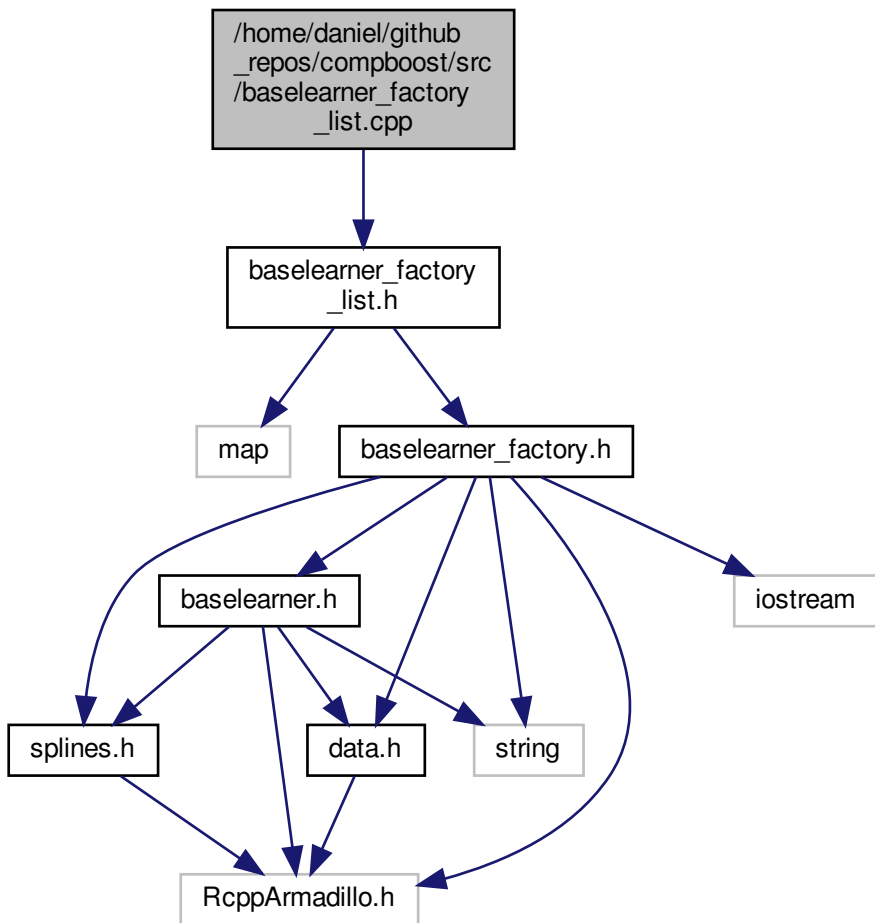 /home/daniel/github
_repos/compboost/src
/baselearner_factory
_list.cpp
baselearner_factory
_list.h
map
baselearner_factory.h
baselearner.h
iostream
splines.h
data.h
string
RcppArmadillo.h